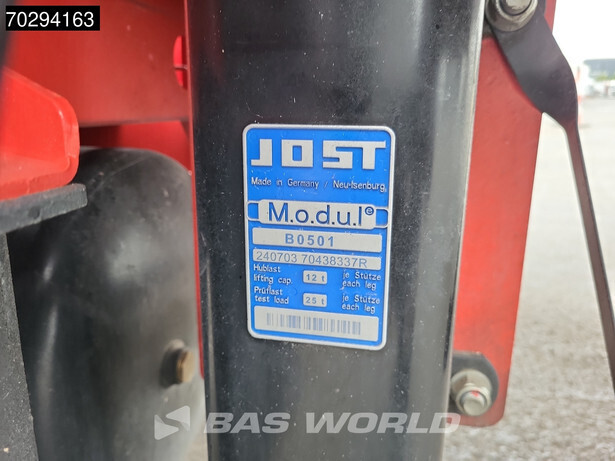 70294163
JOST
Made in Germany / Neu-Isenburg
M.o.d.u.l e
B0501
240703 70438337R
Hublast
lifting cap. 12 t je Stütze
each leg
Prüflast
test load 25 t je Stütze
each leg
BAS WORLD